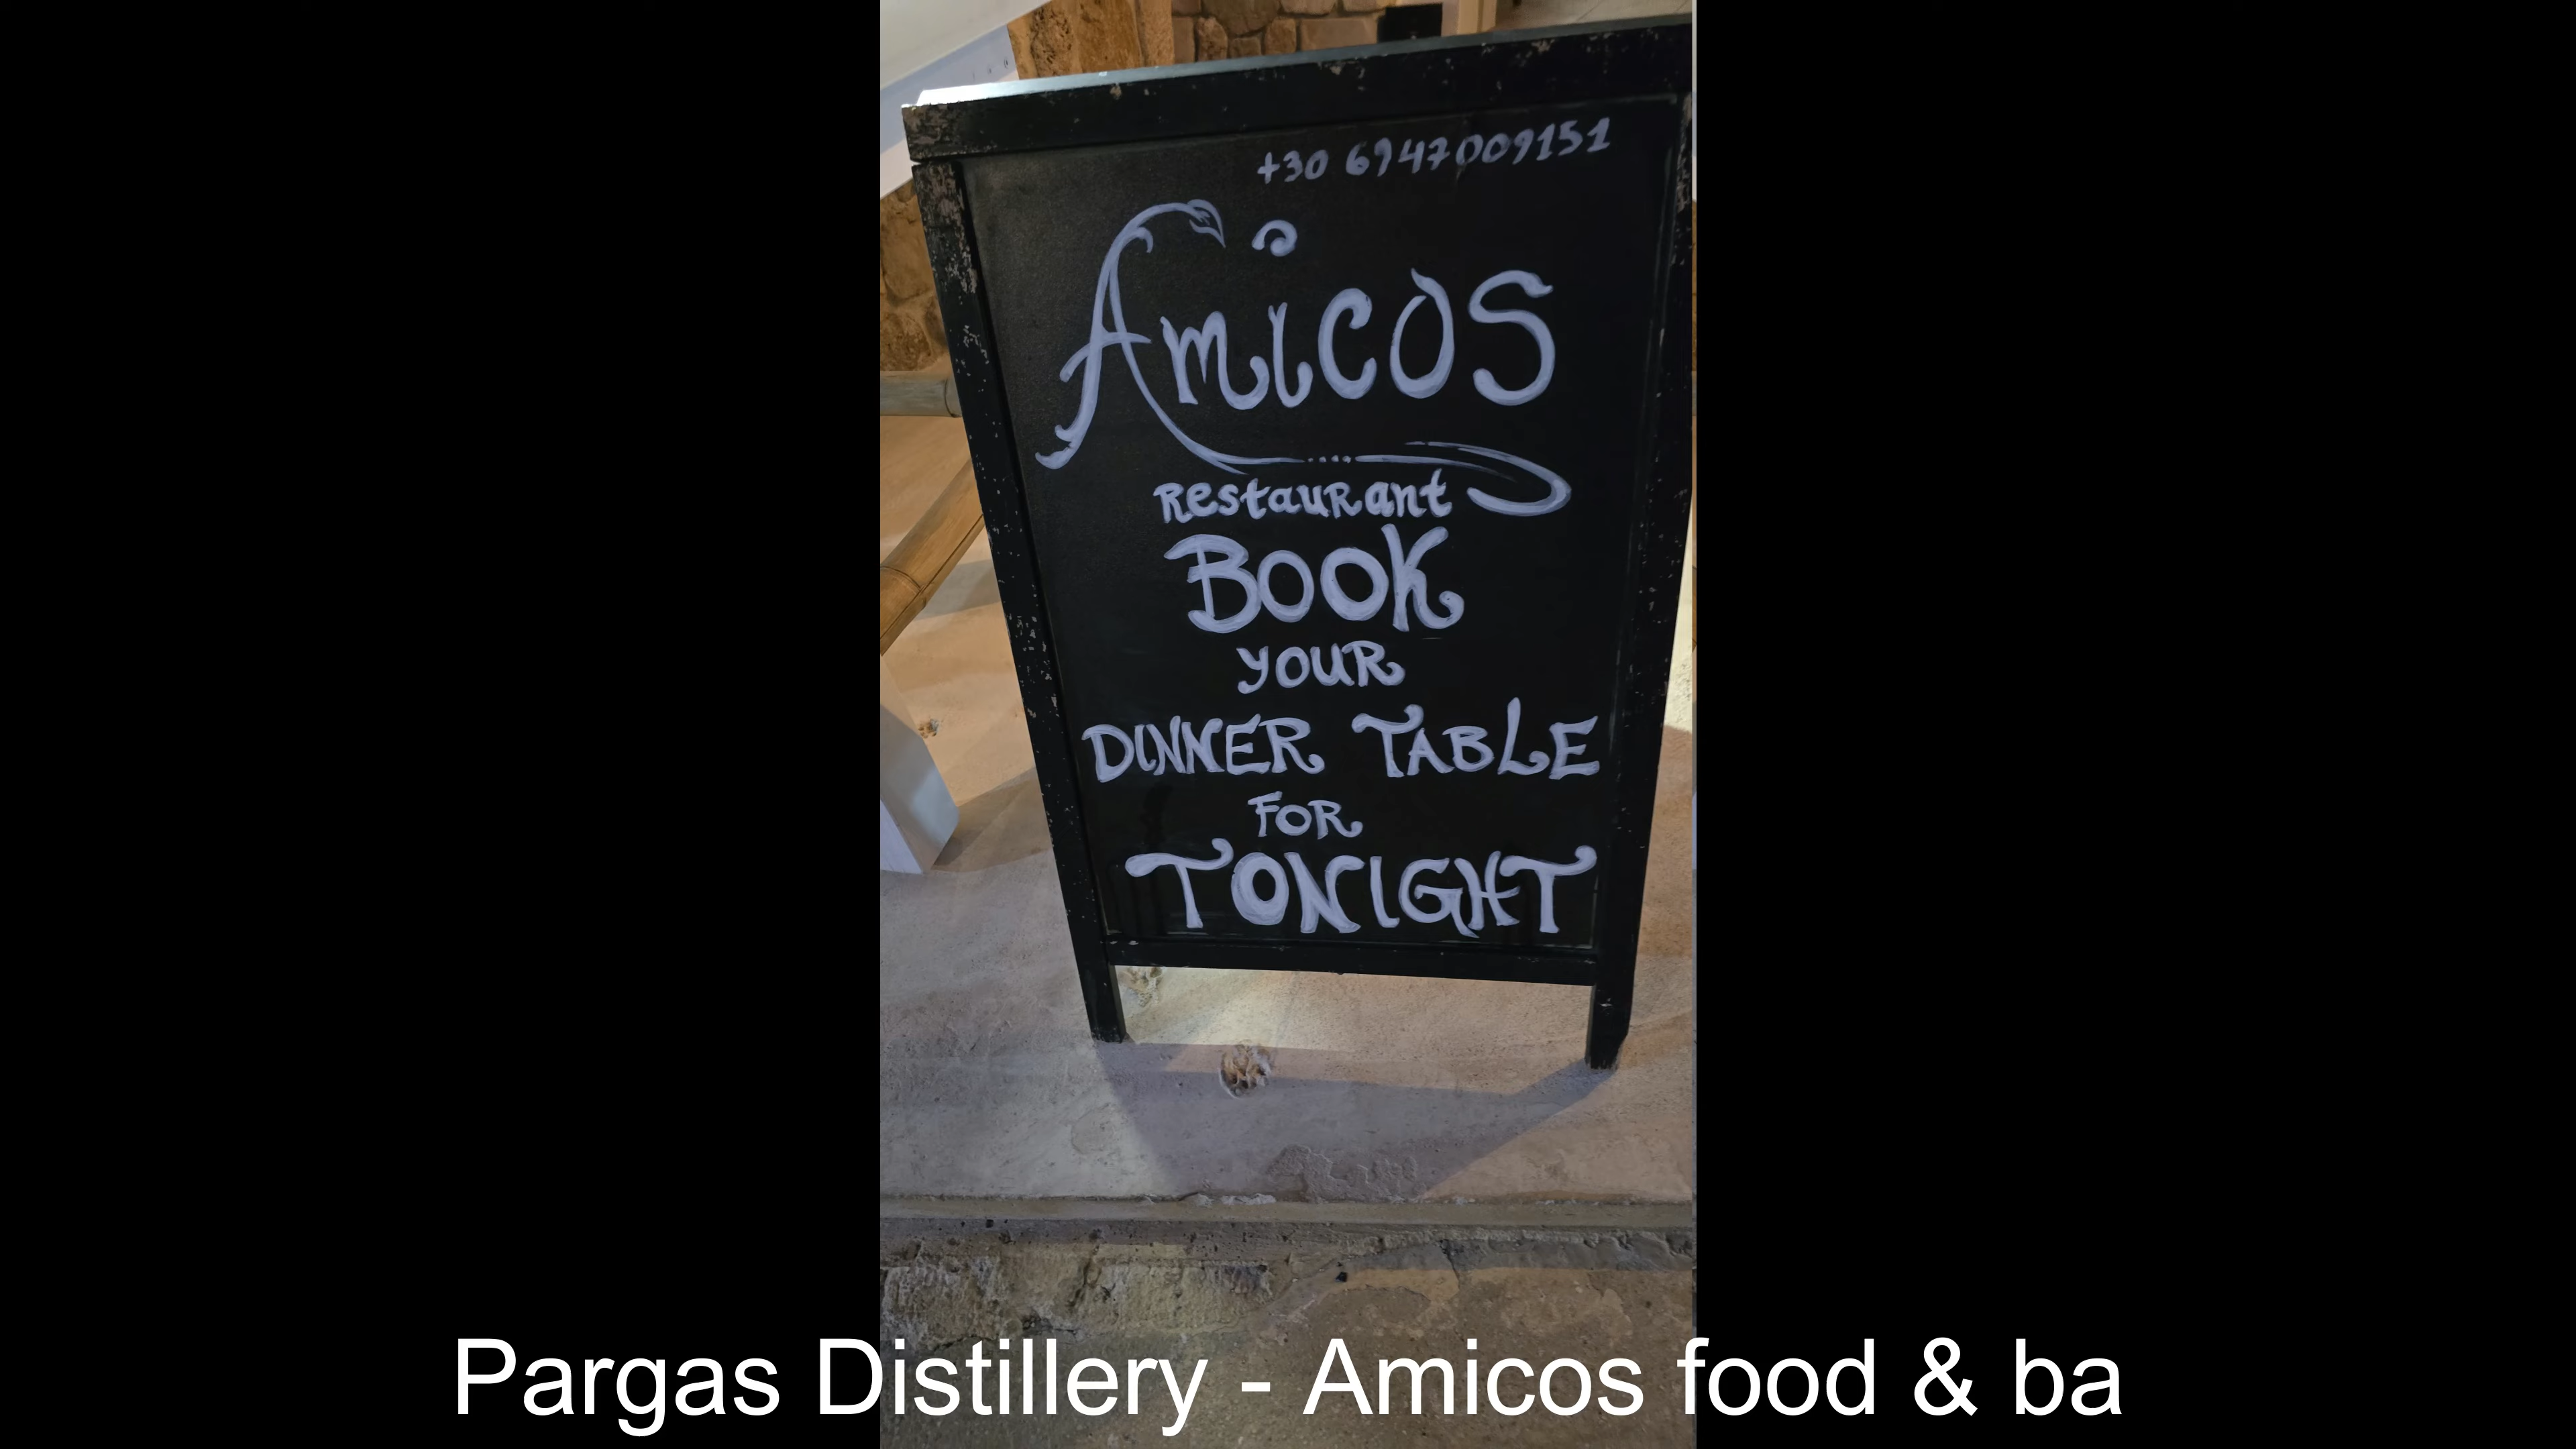 +30 6947009151
Amicos
Restaurant
BOOK
YOUR
DINNER TABLE
FOR
TONIGHT
Pargas Distillery - Amicos food & ba